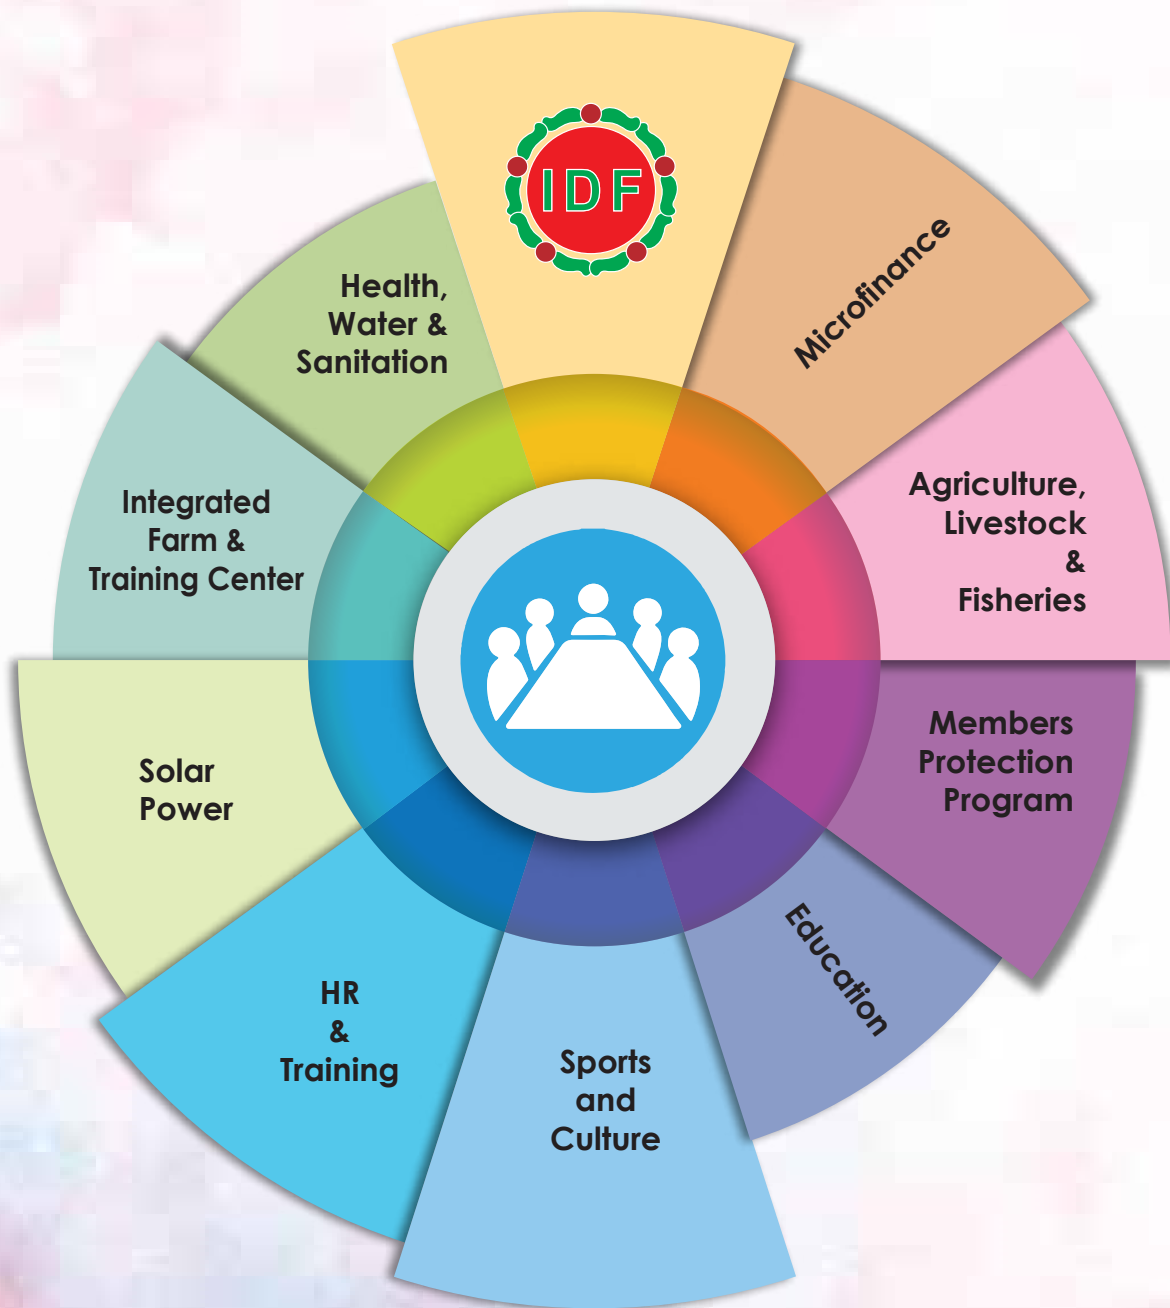 IDF
Microfinance
Agriculture,
Livestock
&
Fisheries
Members
Protection
Program
Education
Sports
and
Culture
HR
&
Training
Solar
Power
Integrated
Farm &
Training Center
Health,
Water &
Sanitation